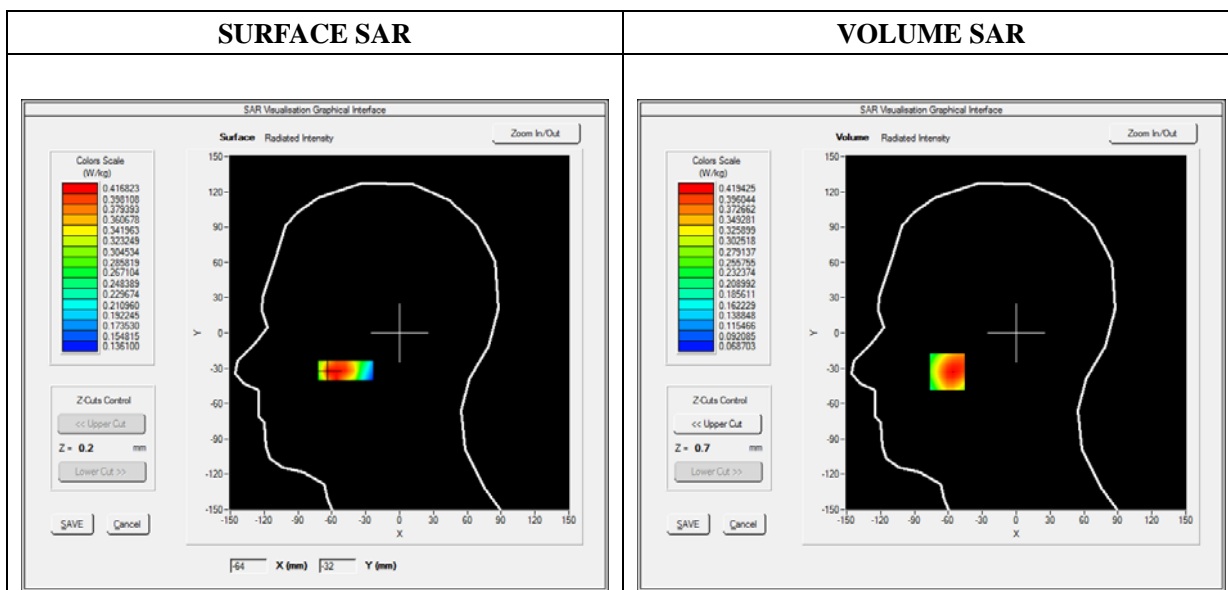 SURFACE SAR
VOLUME SAR
SAR Visualisation Graphical Interface
Surface Radiated Intensity
Zoom In/Out
Colors Scale
(W/kg)
0.416823
0.398108
0.379393
0.360678
0.341963
0.323249
0.304534
0.285819
0.267104
0.248389
0.229674
0.210960
0.192245
0.173530
0.154815
0.136100
Z-Cuts Control
<< Upper Cut
Z = 0.2 mm
Lower Cut >>
SAVE Cancel
150
120
90
60
30
0
-30
-60
-90
-120
-150
Y
-150 -120 -90 -60 -30 0 30 60 90 120 150
X
-64 X (mm) -32 Y (mm)
SAR Visualisation Graphical Interface
Volume Radiated Intensity
Zoom In/Out
Colors Scale
(W/kg)
0.419425
0.396044
0.372662
0.349281
0.325899
0.302518
0.279137
0.255755
0.232374
0.208992
0.185611
0.162229
0.138848
0.115466
0.092085
0.068703
Z-Cuts Control
<< Upper Cut
Z = 0.7 mm
Lower Cut >>
SAVE Cancel
150
120
90
60
30
0
-30
-60
-90
-120
-150
Y
-150 -120 -90 -60 -30 0 30 60 90 120 150
X